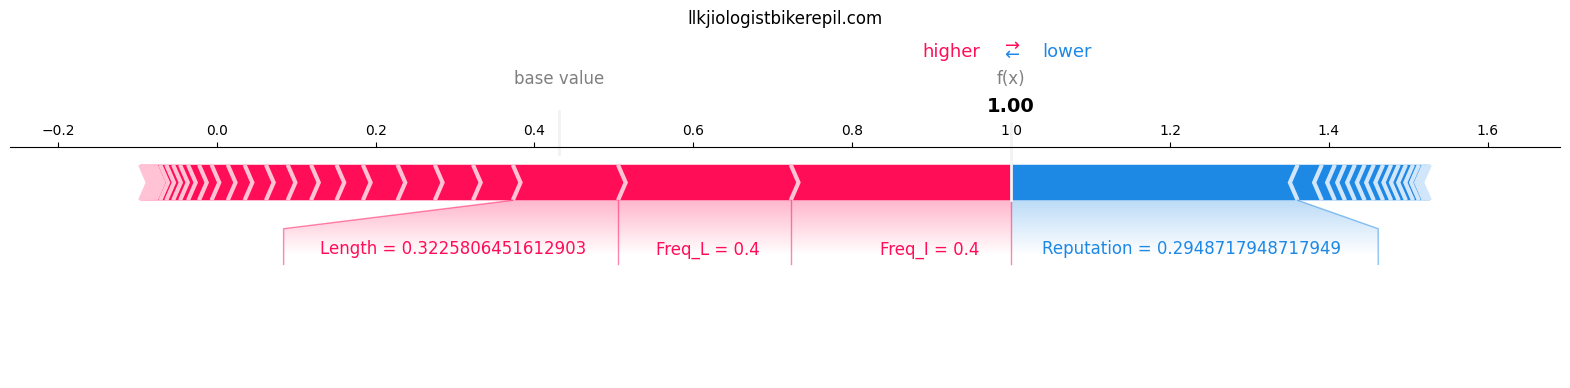 llkjiologistbikerepil.com
higher ⇄ lower
base value f(x)
1.00
−0.2 0.0 0.2 0.4 0.6 0.8 1.0 1.2 1.4 1.6
Length = 0.3225806451612903 Freq_L = 0.4 Freq_I = 0.4 Reputation = 0.2948717948717949